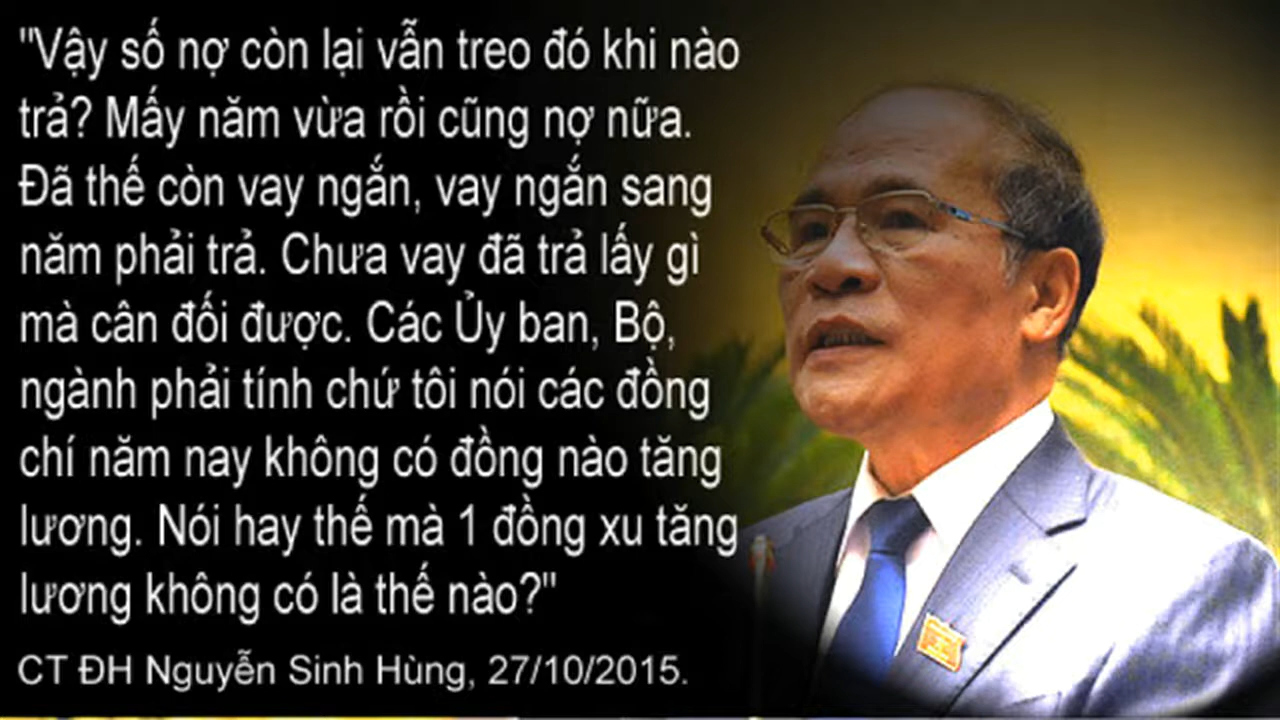 "Vậy số nợ còn lại vẫn treo đó khi nào
trả? Mấy năm vừa rồi cũng nợ nữa.
Đã thế còn vay ngắn, vay ngắn sang
năm phải trả. Chưa vay đã trả lấy gì
mà cân đối được. Các Ủy ban, Bộ,
ngành phải tính chứ tôi nói các đồng
chí năm nay không có đồng nào tăng
lương. Nói hay thế mà 1 đồng xu tăng
lương không có là thế nào?"
CT ĐH Nguyễn Sinh Hùng, 27/10/2015.